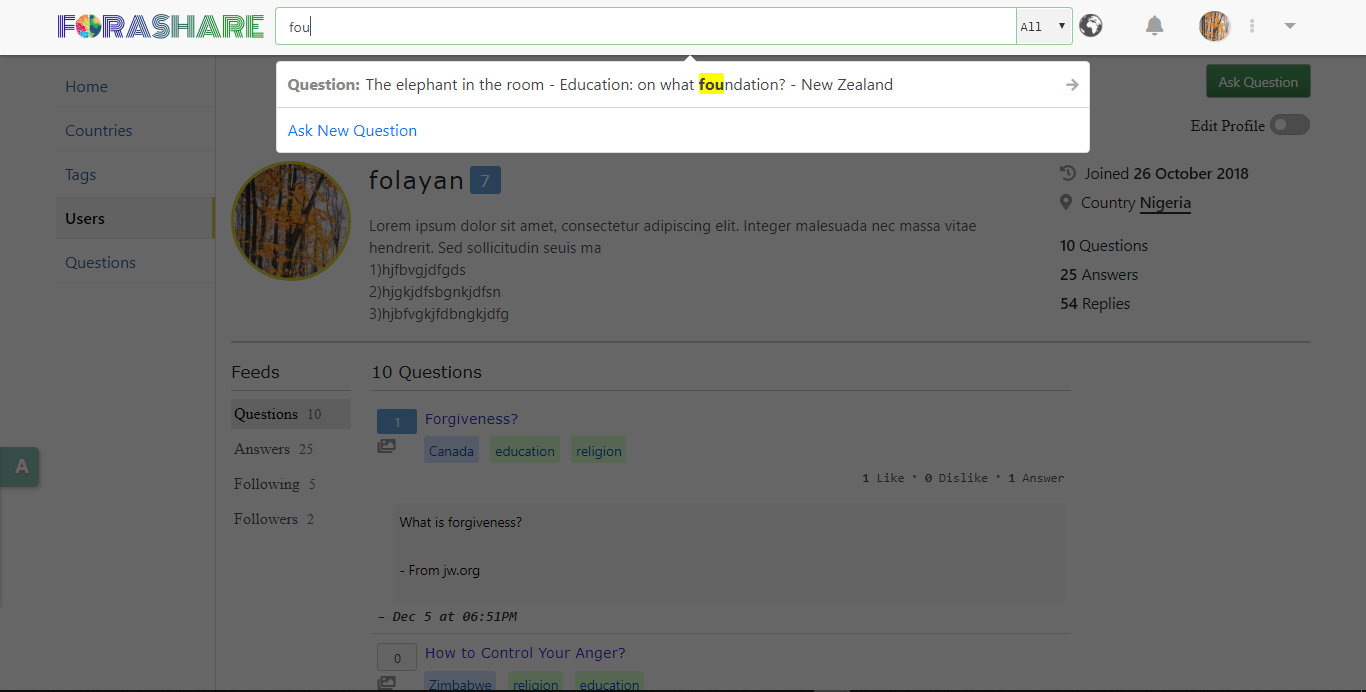 FORASHARE
fou
All
Question: The elephant in the room - Education: on what foundation? - New Zealand
Ask New Question
Ask Question
Edit Profile
Home
Countries
Tags
Users
Questions
folayan 7
Lorem ipsum dolor sit amet, consectetur adipiscing elit. Integer malesuada nec massa vitae
hendrerit. Sed sollicitudin seuis ma
1)hjfbvgjdfgds
2)hjgkjdfsbgnkjdfsn
3)hjbfvgkjfdbngkjdfg
Joined 26 October 2018
Country Nigeria
10 Questions
25 Answers
54 Replies
Feeds
Questions 10
Answers 25
Following 5
Followers 2
A
10 Questions
1 Forgiveness?
Canada education religion
1 Like • 0 Dislike • 1 Answer
What is forgiveness?
- From jw.org
- Dec 5 at 06:51PM
0 How to Control Your Anger?
Zimbabwe religion education